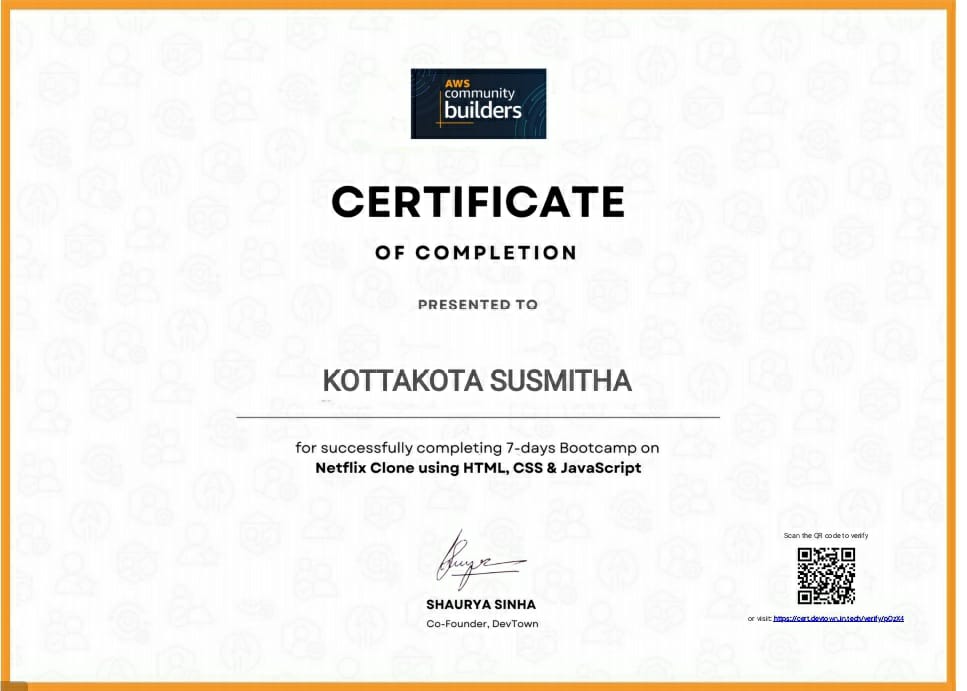 AWS
community
builders
CERTIFICATE
OF COMPLETION
PRESENTED TO
KOTTAKOTA SUSMITHA
for successfully completing 7-days Bootcamp on
Netflix Clone using HTML, CSS & JavaScript
SHAURYA SINHA
Co-Founder, DevTown
Scan the QR code to verify
or visit: https://cert.devtown.in.tech/verify/pOzX4